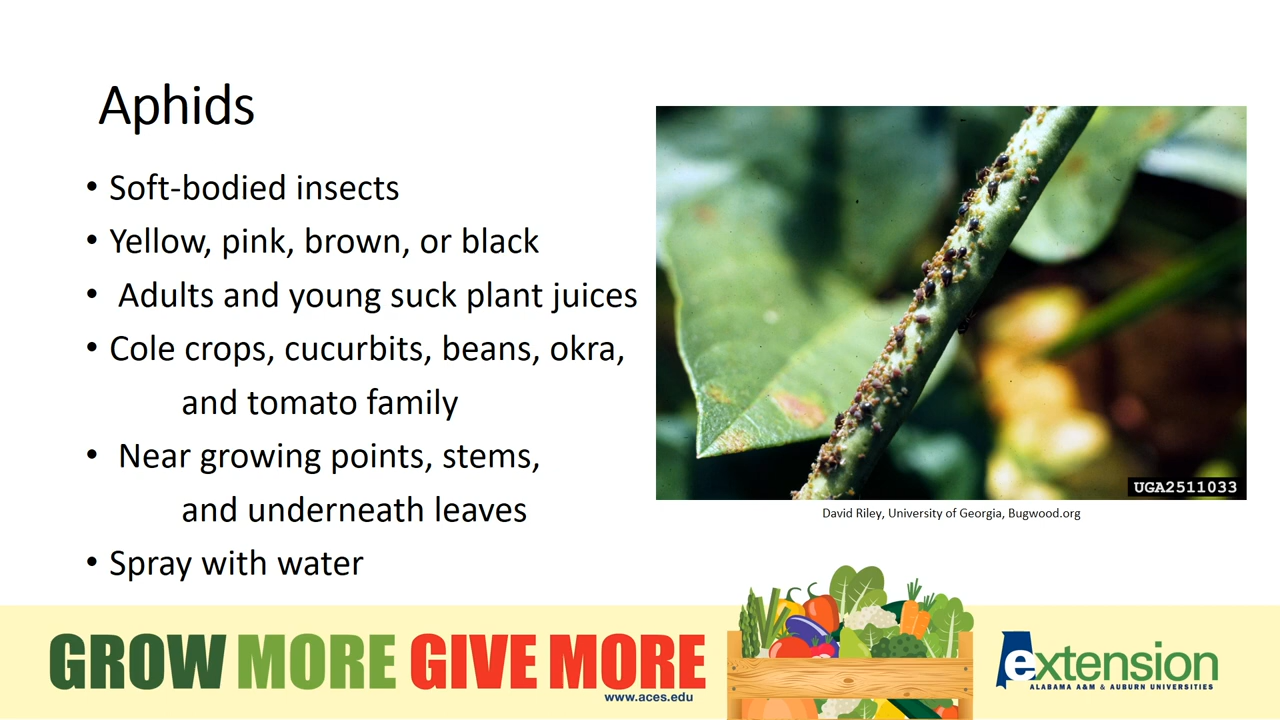 Aphids
• Soft-bodied insects
• Yellow, pink, brown, or black
• Adults and young suck plant juices
• Cole crops, cucurbits, beans, okra,
and tomato family
• Near growing points, stems,
and underneath leaves
• Spray with water
UGA2511033
David Riley, University of Georgia, Bugwood.org
GROW MORE GIVE MORE
www.aces.edu
extension
ALABAMA A&M & AUBURN UNIVERSITIES